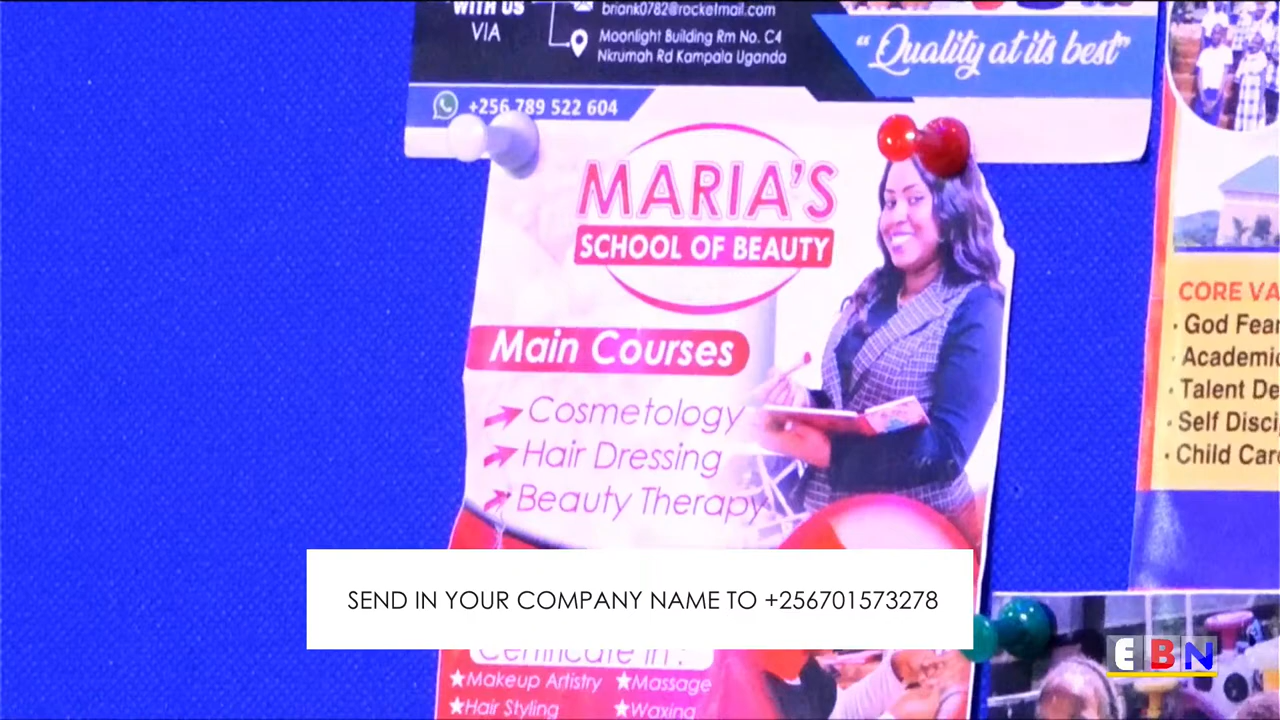 WITH US
VIA
briank0782@rocketmail.com
Moonlight Building Rm No. C4
Nkrumah Rd Kampala Uganda
“Quality at its best”
+256 789 522 604
MARIA'S
SCHOOL OF BEAUTY
Main Courses
Cosmetology
Hair Dressing
Beauty Therapy
SEND IN YOUR COMPANY NAME TO +256701573278
Certificate in :
★Makeup Artistry ★Massage
★Hair Styling ★Waxing
CORE VA
· God Fear
· Academic
· Talent De
· Self Disci
· Child Care
EBN